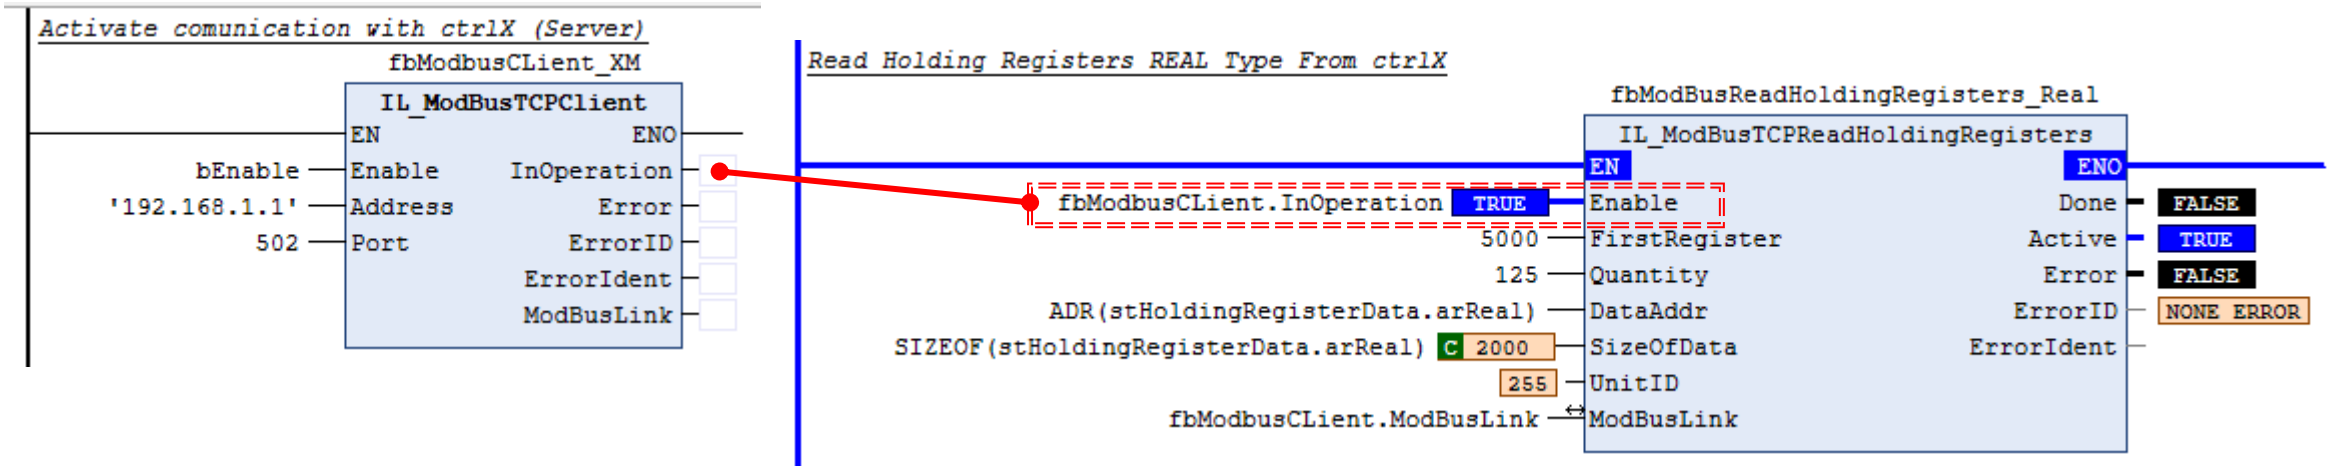 Activate comunication with ctrlX (Server)
fbModbusCLient_XM
IL_ModBusTCPClient
EN ENO
bEnable Enable InOperation
'192.168.1.1' Address Error
502 Port ErrorID
ErrorIdent
ModBusLink
Read Holding Registers REAL Type From ctrlX
fbModBusReadHoldingRegisters_Real
IL_ModBusTCPReadHoldingRegisters
EN ENO
fbModbusCLient.InOperation TRUE Enable Done FALSE
5000 FirstRegister Active TRUE
125 Quantity Error FALSE
ADR(stHoldingRegisterData.arReal) DataAddr ErrorID NONE ERROR
SIZEOF(stHoldingRegisterData.arReal) C 2000 SizeOfData ErrorIdent
255 UnitID
fbModbusCLient.ModBusLink ModBusLink